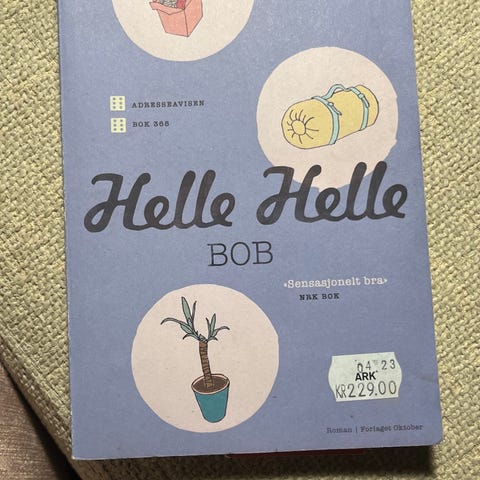 ADRESSEAVISEN
BOK 365
Helle Helle
BOB
«Sensasjonelt bra»
NRK BOK
04 23
ARK
KR229.00
Roman | Forlaget Oktober